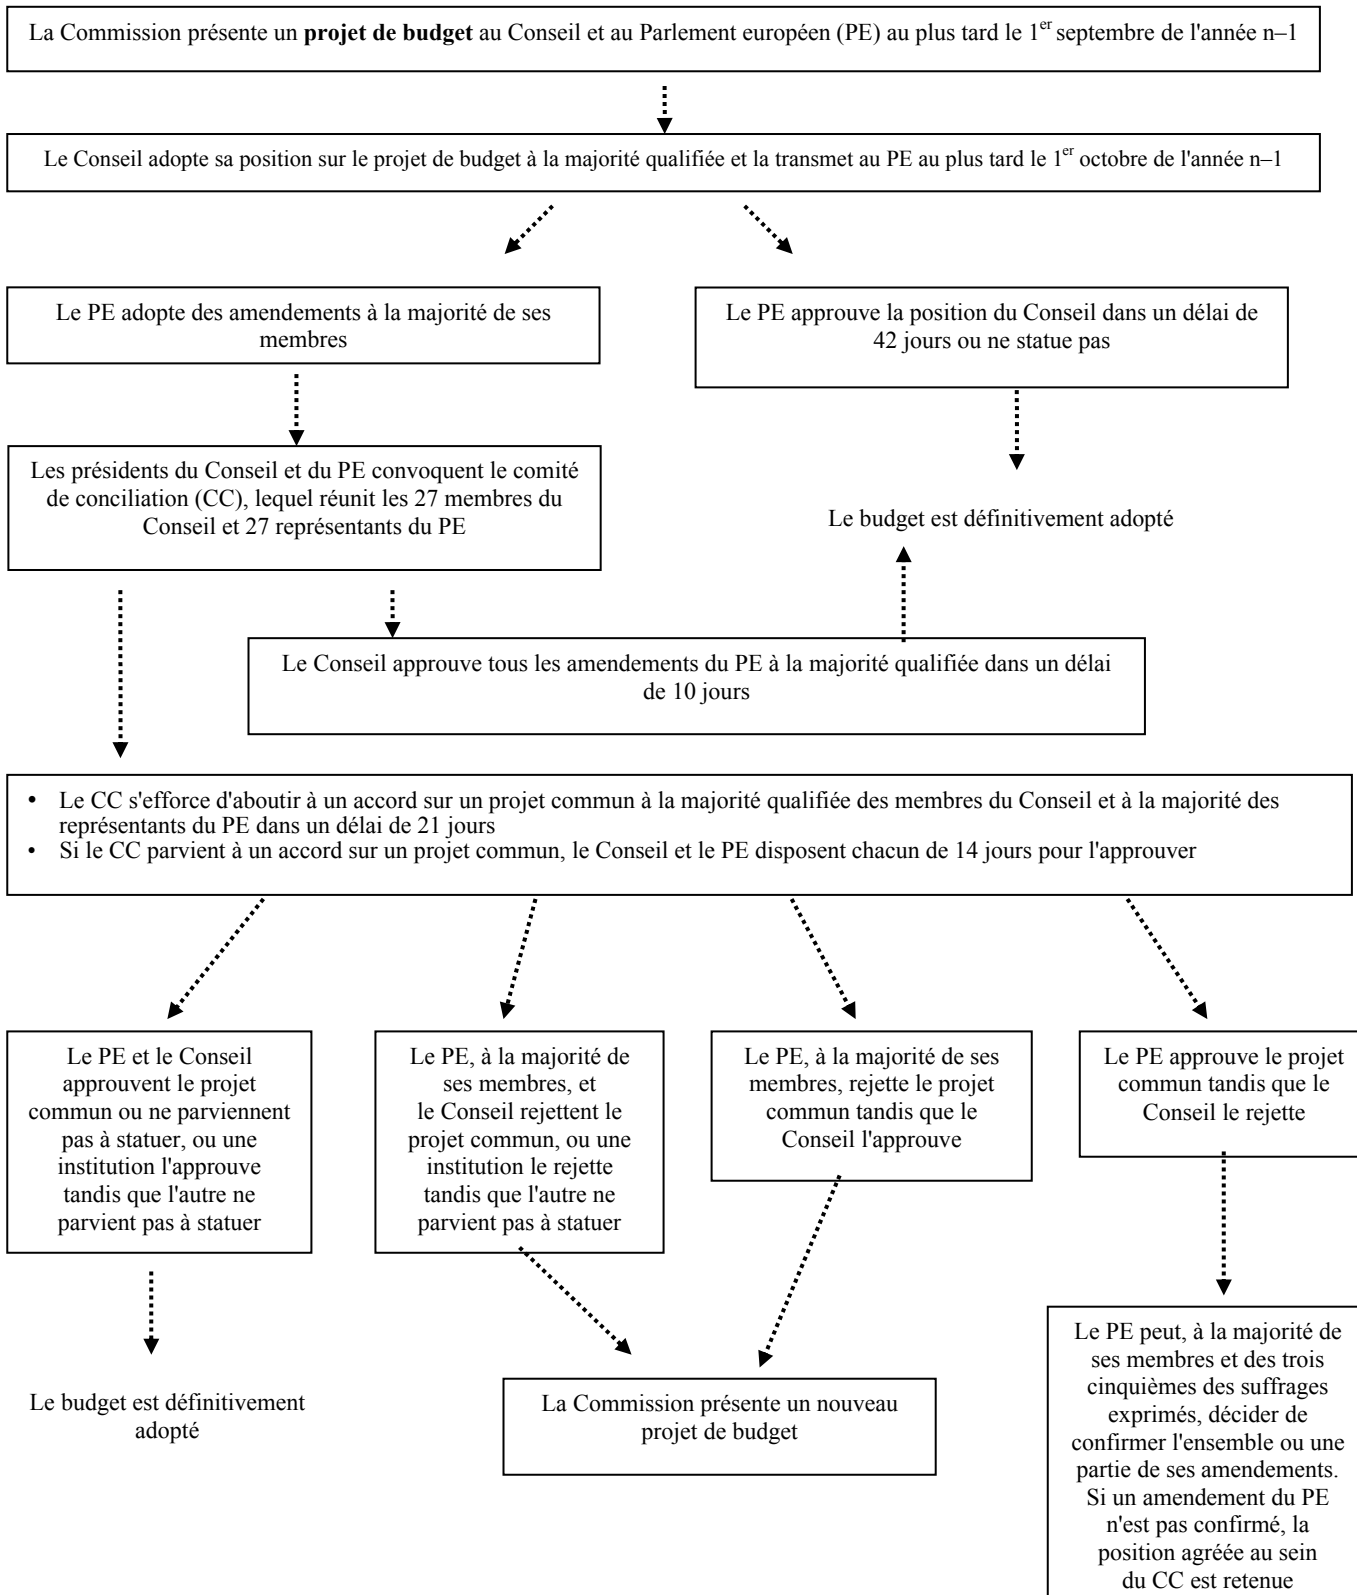 La Commission présente un projet de budget au Conseil et au Parlement européen (PE) au plus tard le 1er septembre de l'année n–1
Le Conseil adopte sa position sur le projet de budget à la majorité qualifiée et la transmet au PE au plus tard le 1er octobre de l'année n–1
Le PE adopte des amendements à la majorité de ses
membres
Le PE approuve la position du Conseil dans un délai de
42 jours ou ne statue pas
Les présidents du Conseil et du PE convoquent le comité
de conciliation (CC), lequel réunit les 27 membres du
Conseil et 27 représentants du PE
Le budget est définitivement adopté
Le Conseil approuve tous les amendements du PE à la majorité qualifiée dans un délai
de 10 jours
• Le CC s'efforce d'aboutir à un accord sur un projet commun à la majorité qualifiée des membres du Conseil et à la majorité des
représentants du PE dans un délai de 21 jours
• Si le CC parvient à un accord sur un projet commun, le Conseil et le PE disposent chacun de 14 jours pour l'approuver
Le PE et le Conseil
approuvent le projet
commun ou ne parviennent
pas à statuer, ou une
institution l'approuve
tandis que l'autre ne
parvient pas à statuer
Le PE, à la majorité de
ses membres, et
le Conseil rejettent le
projet commun, ou une
institution le rejette
tandis que l'autre ne
parvient pas à statuer
Le PE, à la majorité de ses
membres, rejette le projet
commun tandis que le
Conseil l'approuve
Le PE approuve le projet
commun tandis que le
Conseil le rejette
Le budget est définitivement
adopté
La Commission présente un nouveau
projet de budget
Le PE peut, à la majorité de
ses membres et des trois
cinquièmes des suffrages
exprimés, décider de
confirmer l'ensemble ou une
partie de ses amendements.
Si un amendement du PE
n'est pas confirmé, la
position agréée au sein
du CC est retenue